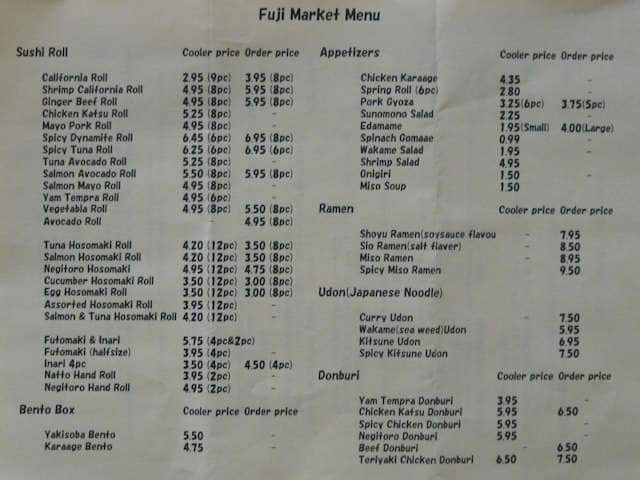 Fuji Market Menu
Sushi Roll Cooler price Order price
California Roll 2.95 (9pc) 3.95 (8pc)
Shrimp California Roll 4.95 (8pc) 5.95 (8pc)
Ginger Beef Roll 4.95 (8pc) 5.95 (8pc)
Chicken Katsu Roll 5.25 (8pc) -
Mayo Pork Roll 4.95 (8pc) -
Spicy Dynamite Roll 6.45 (6pc) 6.95 (8pc)
Spicy Tuna Roll 6.25 (6pc) 6.95 (6pc)
Tuna Avocado Roll 5.25 (8pc) -
Salmon Avocado Roll 5.50 (8pc) 5.95 (8pc)
Salmon Mayo Roll 4.95 (8pc) -
Yam Tempra Roll 4.95 (6pc) -
Vegetabla Roll 4.95 (8pc) 5.50 (8pc)
Avocado Roll - 4.95 (8pc)
Tuna Hosomaki Roll 4.20 (12pc) 3.50 (8pc)
Salmon Hosomaki Roll 4.20 (12pc) 3.50 (8pc)
Negitoro Hosomaki 4.95 (12pc) 4.75 (8pc)
Cucumber Hosomaki Roll 3.50 (12pc) 3.00 (8pc)
Egg Hosomaki Roll 3.50 (12pc) 3.00 (8pc)
Assorted Hosomaki Roll 3.95 (12pc) -
Salmon & Tuna Hosomaki Roll 4.20 (12pc) -
Futomaki & Inari 5.75 (4pc&2pc)
Futomaki (halfsize) 3.95 (4pc) -
Inari 4pc 3.50 (4pc) 4.50 (4pc)
Natto Hand Roll 3.95 (2pc) -
Negitoro Hand Roll 4.95 (2pc) -
Bento Box Cooler price Order price
Yakisoba Bento 5.50 -
Karaage Bento 4.75 -
Appetizers Cooler price Order price
Chicken Karaage 4.35 -
Spring Roll (6pc) 2.80 -
Pork Gyoza 3.25(6pc) 3.75(5pc)
Sunomono Salad 2.25 -
Edamame 1.95(Small) 4.00(Large)
Spinach Gomaae 0.99 -
Wakame Salad 1.95 -
Shrimp Salad 4.95 -
Onigiri 1.50 -
Miso Soup 1.50 -
Ramen Cooler price Order price
Shoyu Ramen(soysauce flavou - 7.95
Sio Ramen(salt flaver) - 8.50
Miso Ramen - 8.95
Spicy Miso Ramen 9.50
Udon(Japanese Noodle)
Curry Udon - 7.50
Wakame(sea weed)Udon - 5.95
Kitsune Udon - 6.95
Spicy Kitsune Udon - 7.50
Donburi Cooler price Order price
Yam Tempra Donburi 3.95 -
Chicken Katsu Donburi 5.95 6.50
Spicy Chicken Donburi 5.95 -
Negitoro Donburi 5.95 -
Beef Donburi - 6.50
Teriyaki Chicken Donburi 6.50 7.50